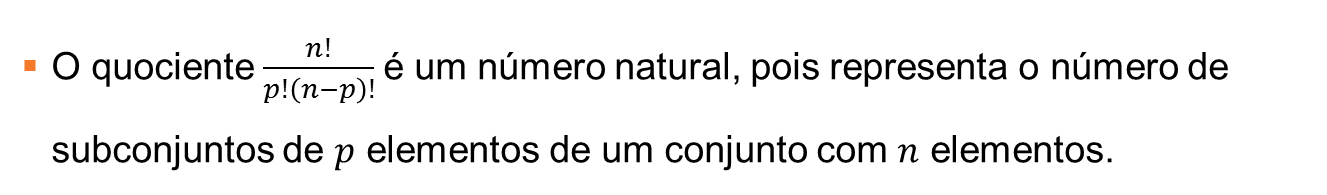 ▪ O quociente n!/p!(n−p)! é um número natural, pois representa o número de
subconjuntos de p elementos de um conjunto com n elementos.